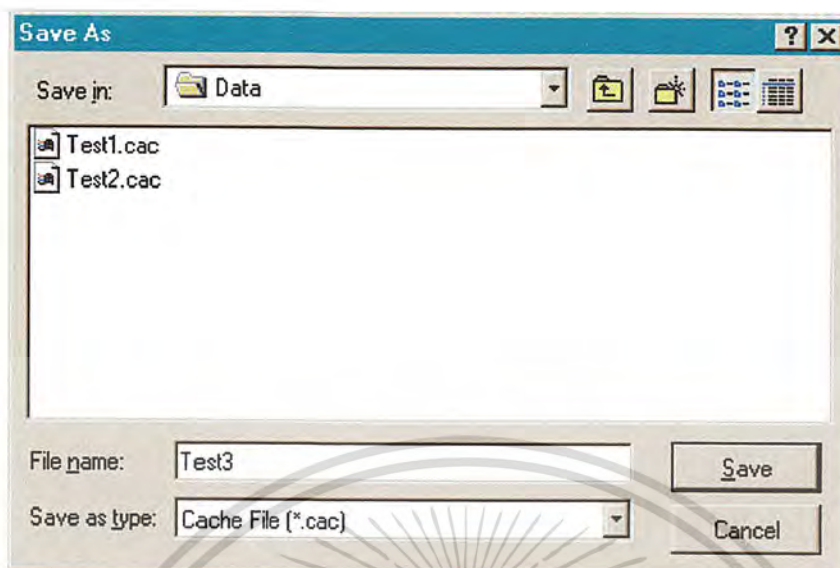 Save As
Save in: Data
Test1.cac
Test2.cac
File name: Test3 Save
Save as type: Cache File (*.cac) Cancel